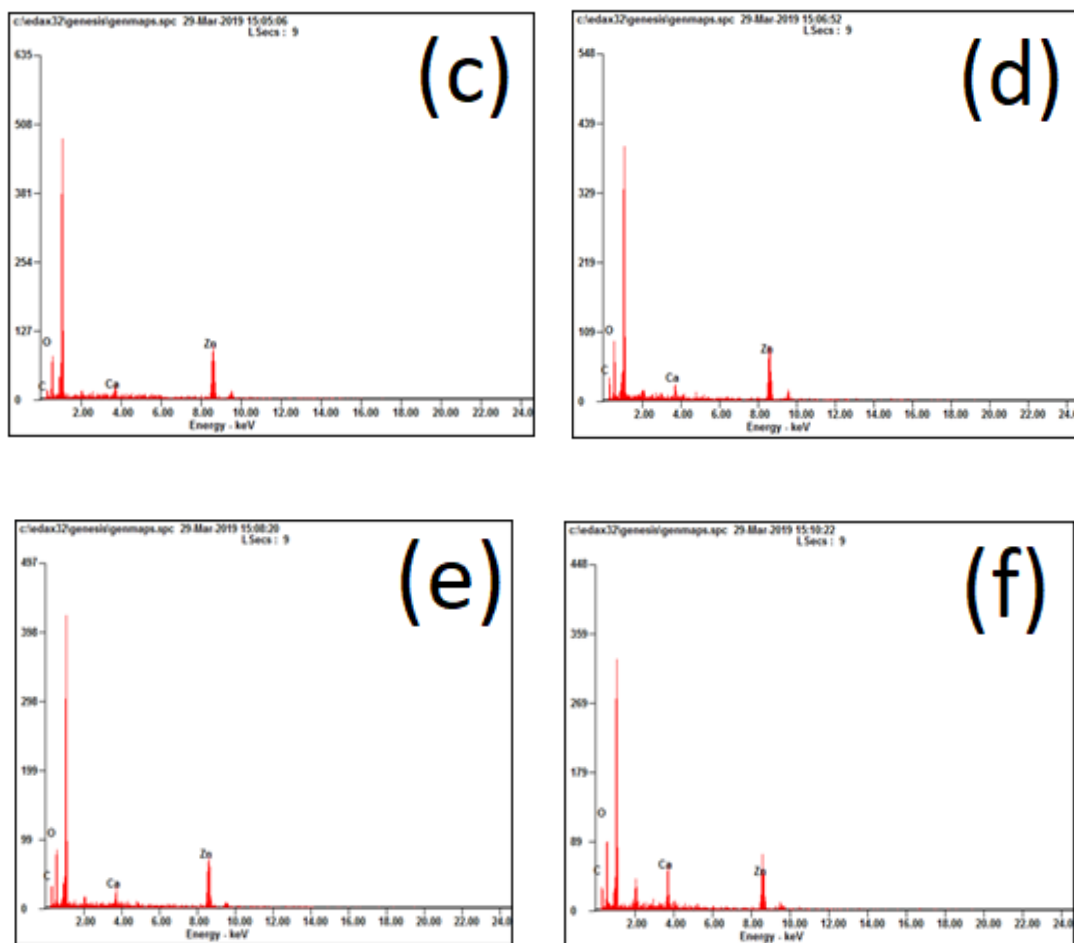 c:\edax32\genesis\genmaps.spc 29-Mar-2019 15:05:06
LSecs : 9
(c)
635
508
381
254
127
0
O
C
Ca
Zn
2.00 4.00 6.00 8.00 10.00 12.00 14.00 16.00 18.00 20.00 22.00 24.0
Energy - keV
c:\edax32\genesis\genmaps.spc 29-Mar-2019 15:06:52
LSecs : 9
(d)
548
439
329
219
109
0
O
C
Ca
Zn
2.00 4.00 6.00 8.00 10.00 12.00 14.00 16.00 18.00 20.00 22.00 24.0
Energy - keV
c:\edax32\genesis\genmaps.spc 29-Mar-2019 15:08:20
LSecs : 9
(e)
497
398
298
199
99
0
O
C
Ca
Zn
2.00 4.00 6.00 8.00 10.00 12.00 14.00 16.00 18.00 20.00 22.00 24.0
Energy - keV
c:\edax32\genesis\genmaps.spc 29-Mar-2019 15:10:22
LSecs : 9
(f)
448
359
269
179
89
0
O
C
Ca
Zn
2.00 4.00 6.00 8.00 10.00 12.00 14.00 16.00 18.00 20.00 22.00 24.0
Energy - keV